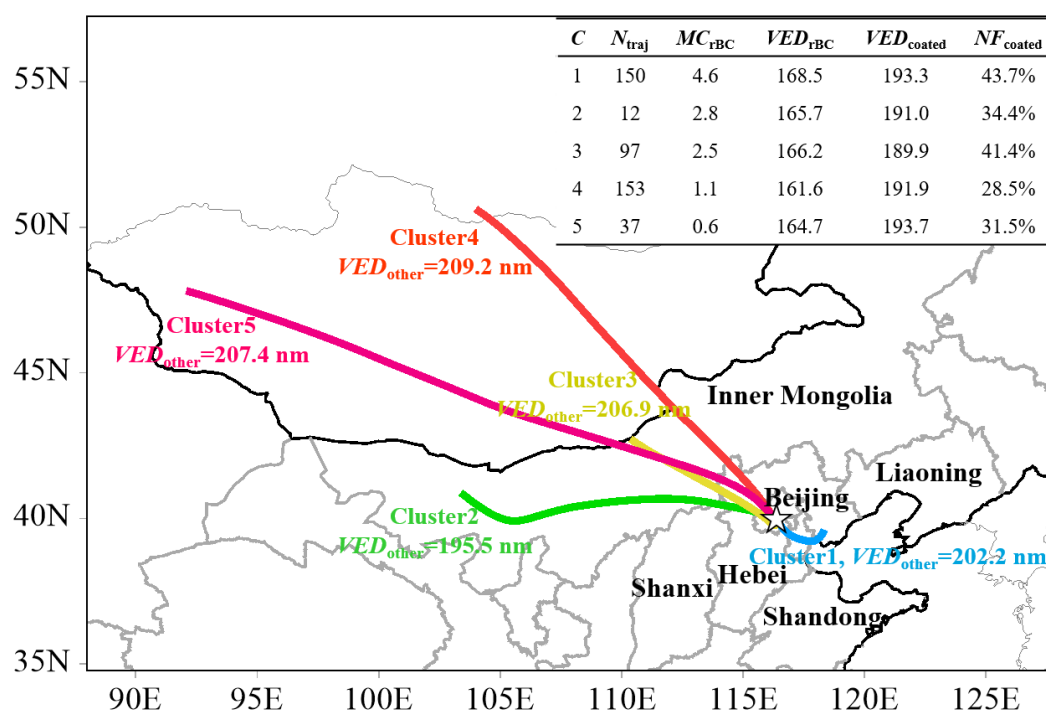 C N_traj MC_rBC VED_rBC VED_coated NF_coated
1 150 4.6 168.5 193.3 43.7%
2 12 2.8 165.7 191.0 34.4%
3 97 2.5 166.2 189.9 41.4%
4 153 1.1 161.6 191.9 28.5%
5 37 0.6 164.7 193.7 31.5%
55N
50N
45N
40N
35N
Cluster4
VED_other=209.2 nm
Cluster5
VED_other=207.4 nm
Cluster3
VED_other=206.9 nm
Inner Mongolia
Liaoning
Beijing
Cluster2
VED_other=195.5 nm
Cluster1, VED_other=202.2 nm
Shanxi
Hebei
Shandong
90E 95E 100E 105E 110E 115E 120E 125E